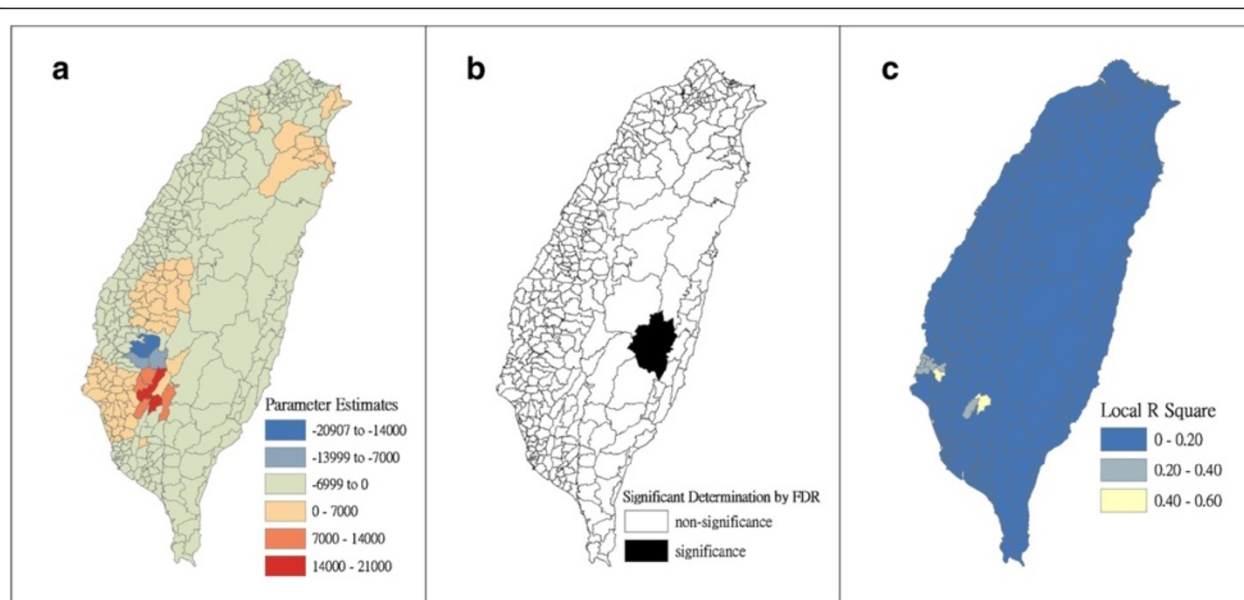 a
Parameter Estimates
-20907 to -14000
-13999 to -7000
-6999 to 0
0 - 7000
7000 - 14000
14000 - 21000
b
Significant Determination by FDR
non-significance
significance
c
Local R Square
0 - 0.20
0.20 - 0.40
0.40 - 0.60